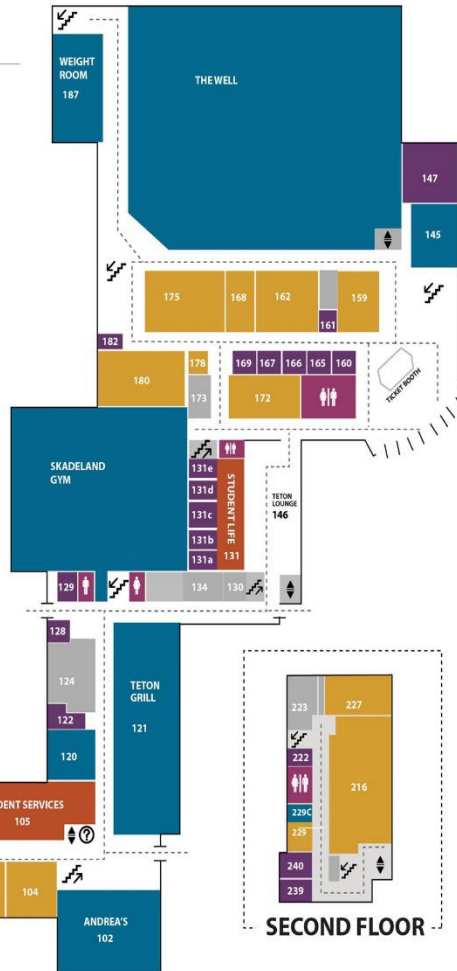 WEIGHT
ROOM
187
THE WELL
147
145
175
168
162
159
161
182
178
180
173
169
167
166
165
160
172
TICKET BOOTH
SKADELAND
GYM
131e
131d
131c
131b
131a
STUDENT LIFE
131
TETON
LOUNGE
146
129
134
130
128
124
122
120
TETON
GRILL
121
DENT SERVICES
105
?
104
ANDREA'S
102
223
227
222
216
229C
229
240
239
SECOND FLOOR